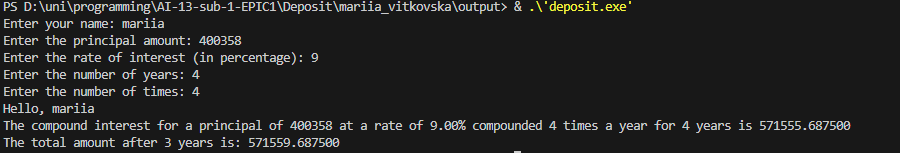 PS D:\uni\programming\AI-13-sub-1-EPIC1\Deposit\mariia_vitkovska\output> & .\'deposit.exe'
Enter your name: mariia
Enter the principal amount: 400358
Enter the rate of interest (in percentage): 9
Enter the number of years: 4
Enter the number of times: 4
Hello, mariia
The compound interest for a principal of 400358 at a rate of 9.00% compounded 4 times a year for 4 years is 571555.687500
The total amount after 3 years is: 571559.687500